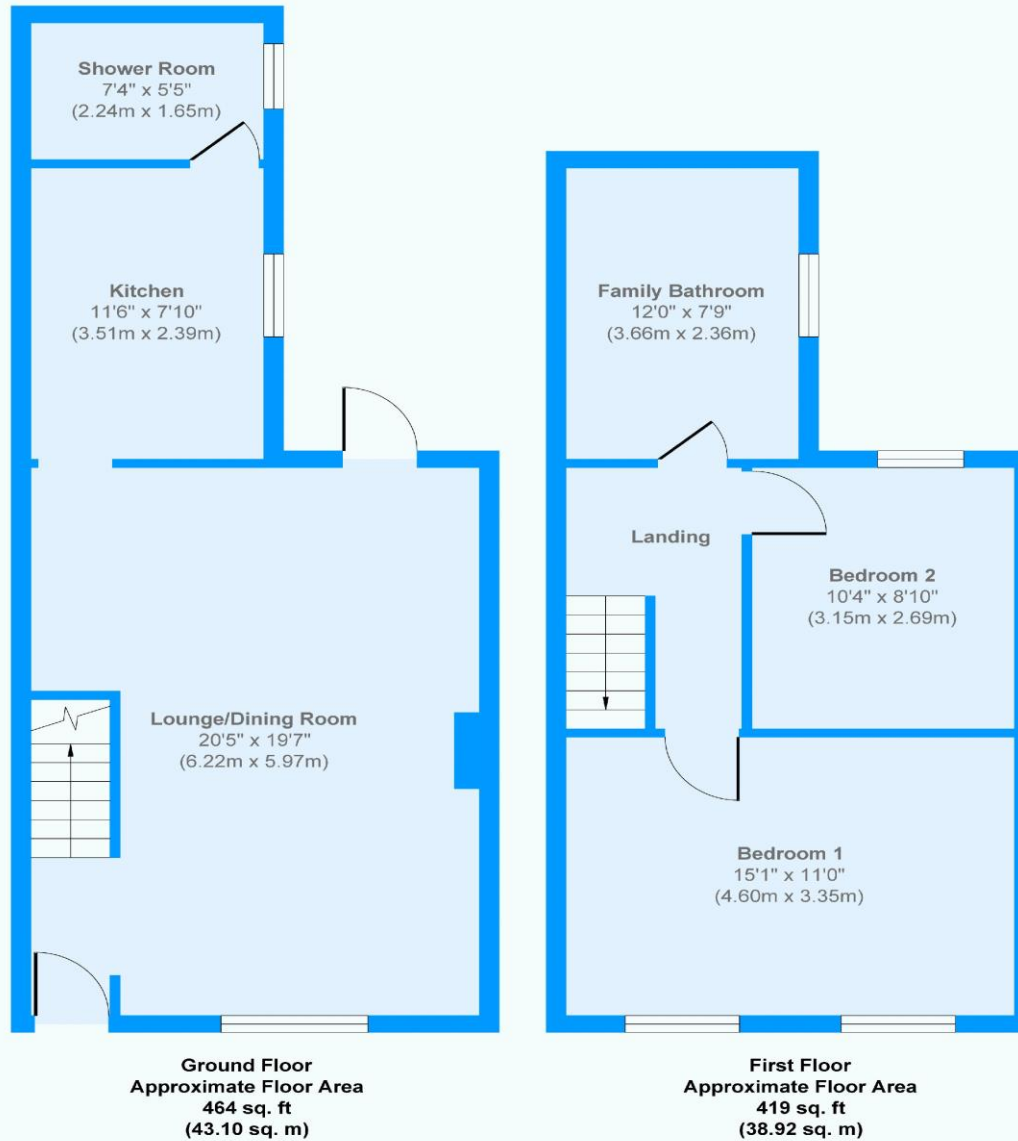 Shower Room
7'4" x 5'5"
(2.24m x 1.65m)
Kitchen
11'6" x 7'10"
(3.51m x 2.39m)
Lounge/Dining Room
20'5" x 19'7"
(6.22m x 5.97m)
Ground Floor
Approximate Floor Area
464 sq. ft
(43.10 sq. m)
Family Bathroom
12'0" x 7'9"
(3.66m x 2.36m)
Landing
Bedroom 2
10'4" x 8'10"
(3.15m x 2.69m)
Bedroom 1
15'1" x 11'0"
(4.60m x 3.35m)
First Floor
Approximate Floor Area
419 sq. ft
(38.92 sq. m)